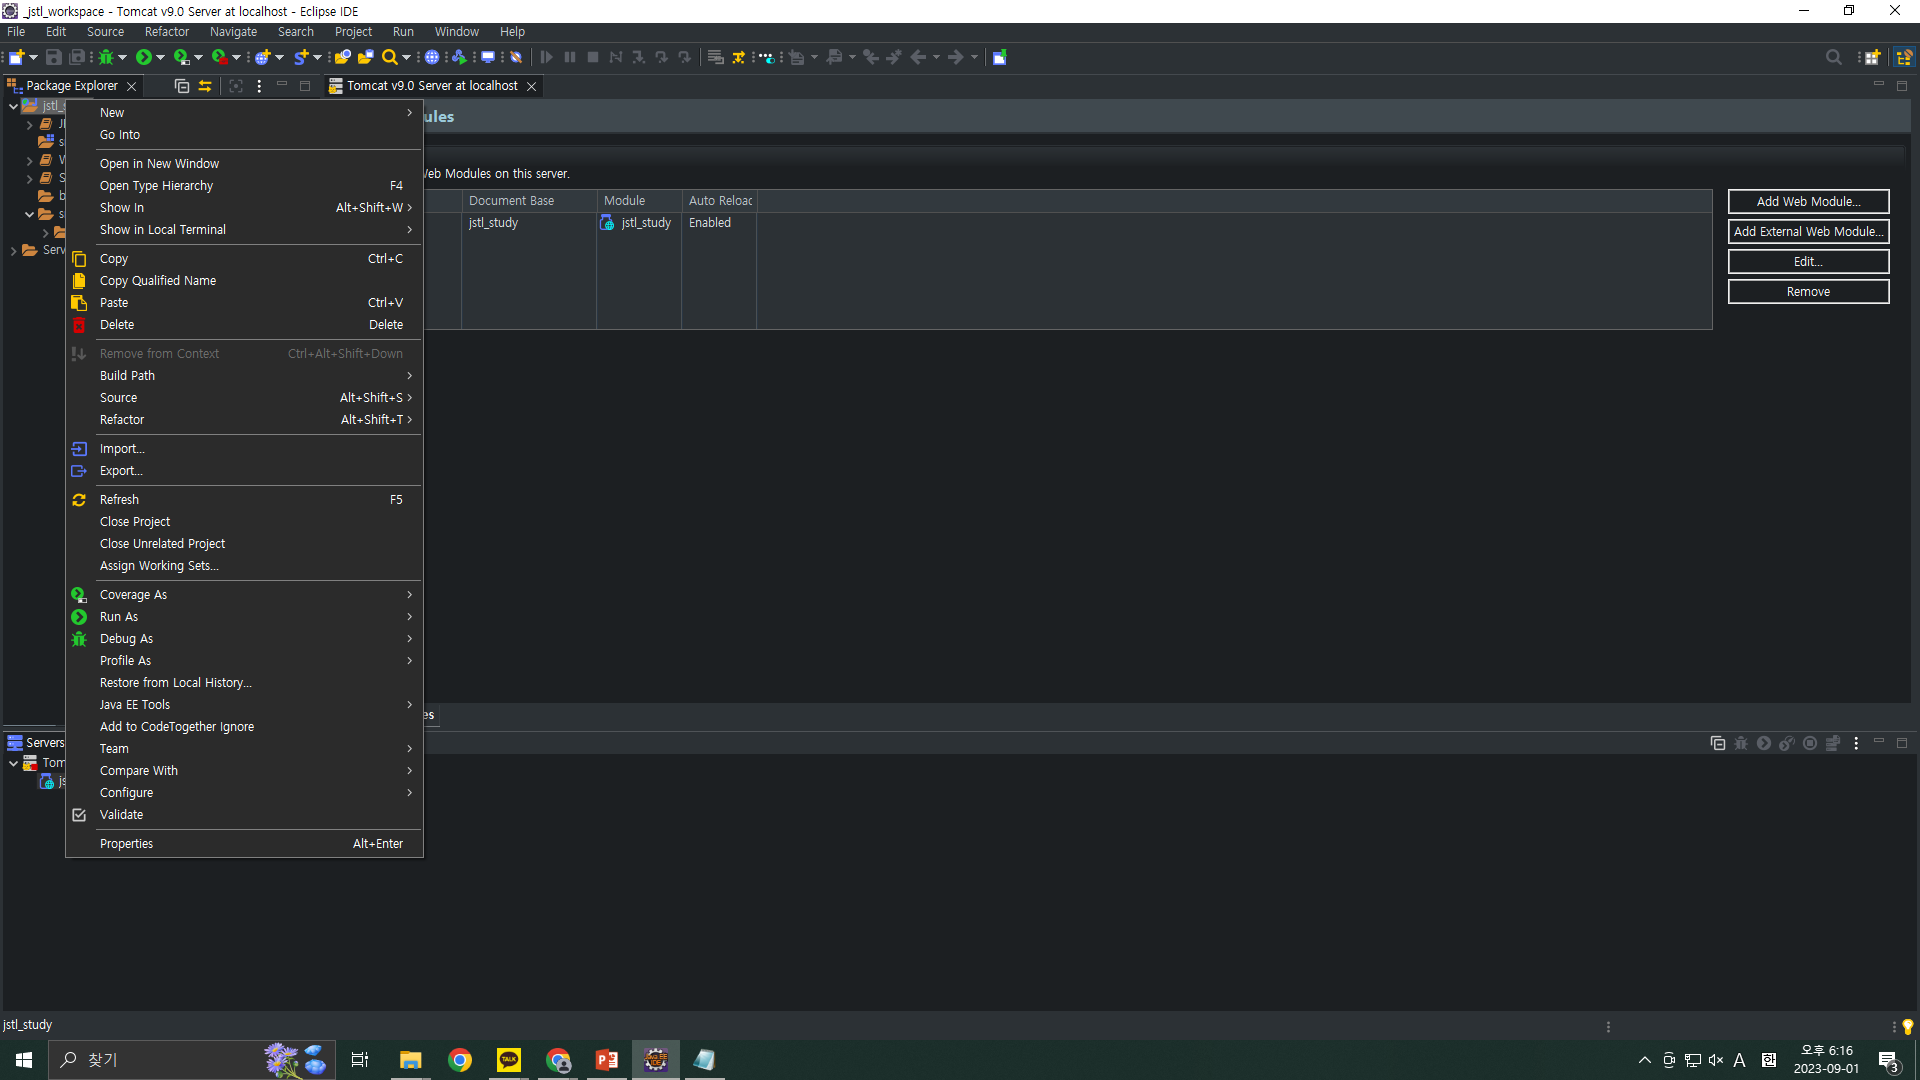 _jstl_workspace - Tomcat v9.0 Server at localhost - Eclipse IDE
File Edit Source Refactor Navigate Search Project Run Window Help
Package Explorer
Tomcat v9.0 Server at localhost
jstl_s
New
ules
Go Into
Open in New Window
Web Modules on this server.
Open Type Hierarchy F4
Document Base Module Auto Reloac
Add Web Module...
Show In Alt+Shift+W
jstl_study jstl_study Enabled
Show in Local Terminal
Add External Web Module...
Serv
Copy Ctrl+C
Edit...
Copy Qualified Name
Remove
Paste Ctrl+V
Delete Delete
Remove from Context Ctrl+Alt+Shift+Down
Build Path
Source Alt+Shift+S
Refactor Alt+Shift+T
Import...
Export...
Refresh F5
Close Project
Close Unrelated Project
Assign Working Sets...
Coverage As
Run As
Debug As
Profile As
Restore from Local History...
Java EE Tools
es
Add to CodeTogether Ignore
Servers
Team
Tom
Compare With
js
Configure
Validate
Properties Alt+Enter
jstl_study
찾기
TALK
Java EE
IDE
A
오후 6:16
2023-09-01
3